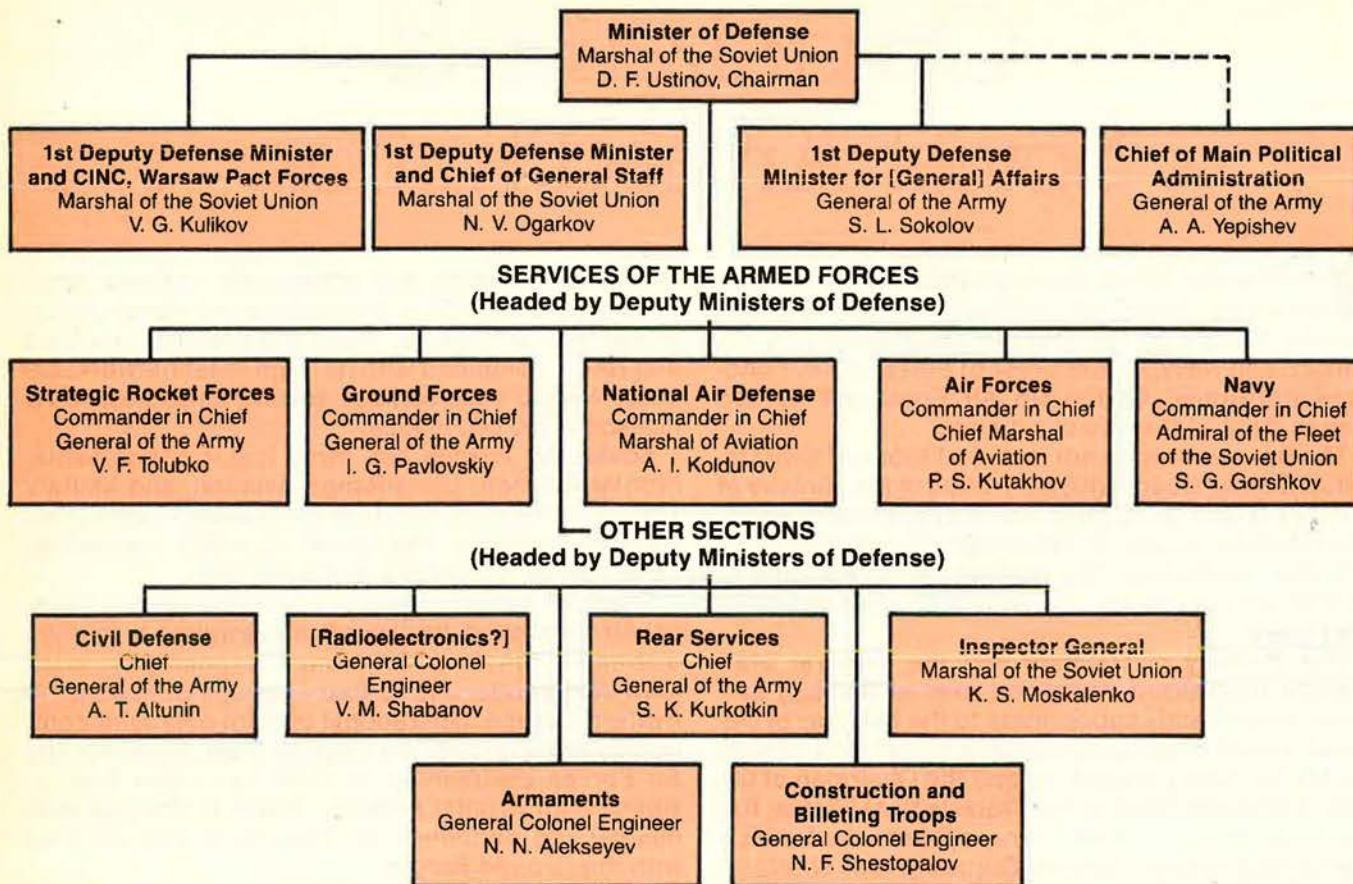 Minister of Defense
Marshal of the Soviet Union
D. F. Ustinov, Chairman
1st Deputy Defense Minister
and CINC, Warsaw Pact Forces
Marshal of the Soviet Union
V. G. Kulikov
1st Deputy Defense Minister
and Chief of General Staff
Marshal of the Soviet Union
N. V. Ogarkov
1st Deputy Defense
Minister for [General] Affairs
General of the Army
S. L. Sokolov
Chief of Main Political
Administration
General of the Army
A. A. Yepishev
SERVICES OF THE ARMED FORCES
(Headed by Deputy Ministers of Defense)
Strategic Rocket Forces
Commander in Chief
General of the Army
V. F. Tolubko
Ground Forces
Commander in Chief
General of the Army
I. G. Pavlovskiy
National Air Defense
Commander in Chief
Marshal of Aviation
A. I. Koldunov
Air Forces
Commander in Chief
Chief Marshal
of Aviation
P. S. Kutakhov
Navy
Commander in Chief
Admiral of the Fleet
of the Soviet Union
S. G. Gorshkov
OTHER SECTIONS
(Headed by Deputy Ministers of Defense)
Civil Defense
Chief
General of the Army
A. T. Altunin
[Radioelectronics?]
General Colonel
Engineer
V. M. Shabanov
Rear Services
Chief
General of the Army
S. K. Kurkotkin
Inspector General
Marshal of the Soviet Union
K. S. Moskalenko
Armaments
General Colonel Engineer
N. N. Alekseyev
Construction and
Billeting Troops
General Colonel Engineer
N. F. Shestopalov